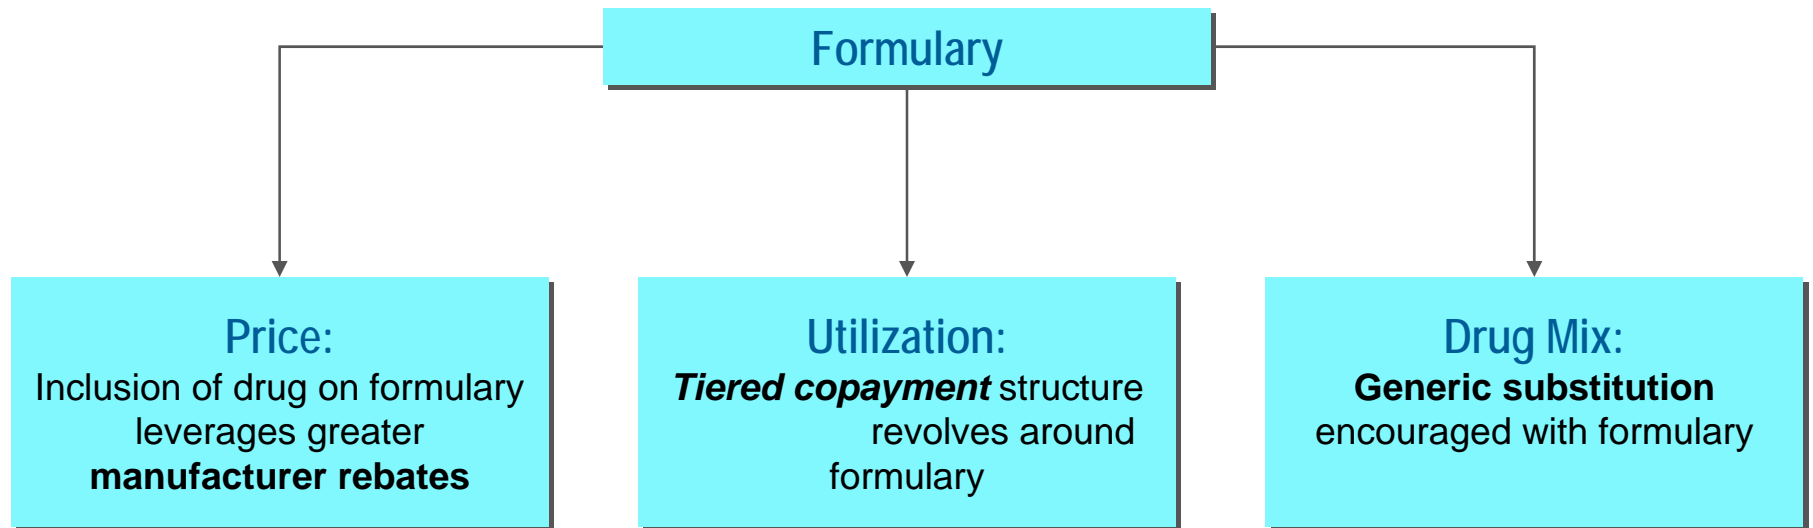 Formulary
Price:
Inclusion of drug on formulary
leverages greater
manufacturer rebates
Utilization:
Tiered copayment structure
revolves around
formulary
Drug Mix:
Generic substitution
encouraged with formulary